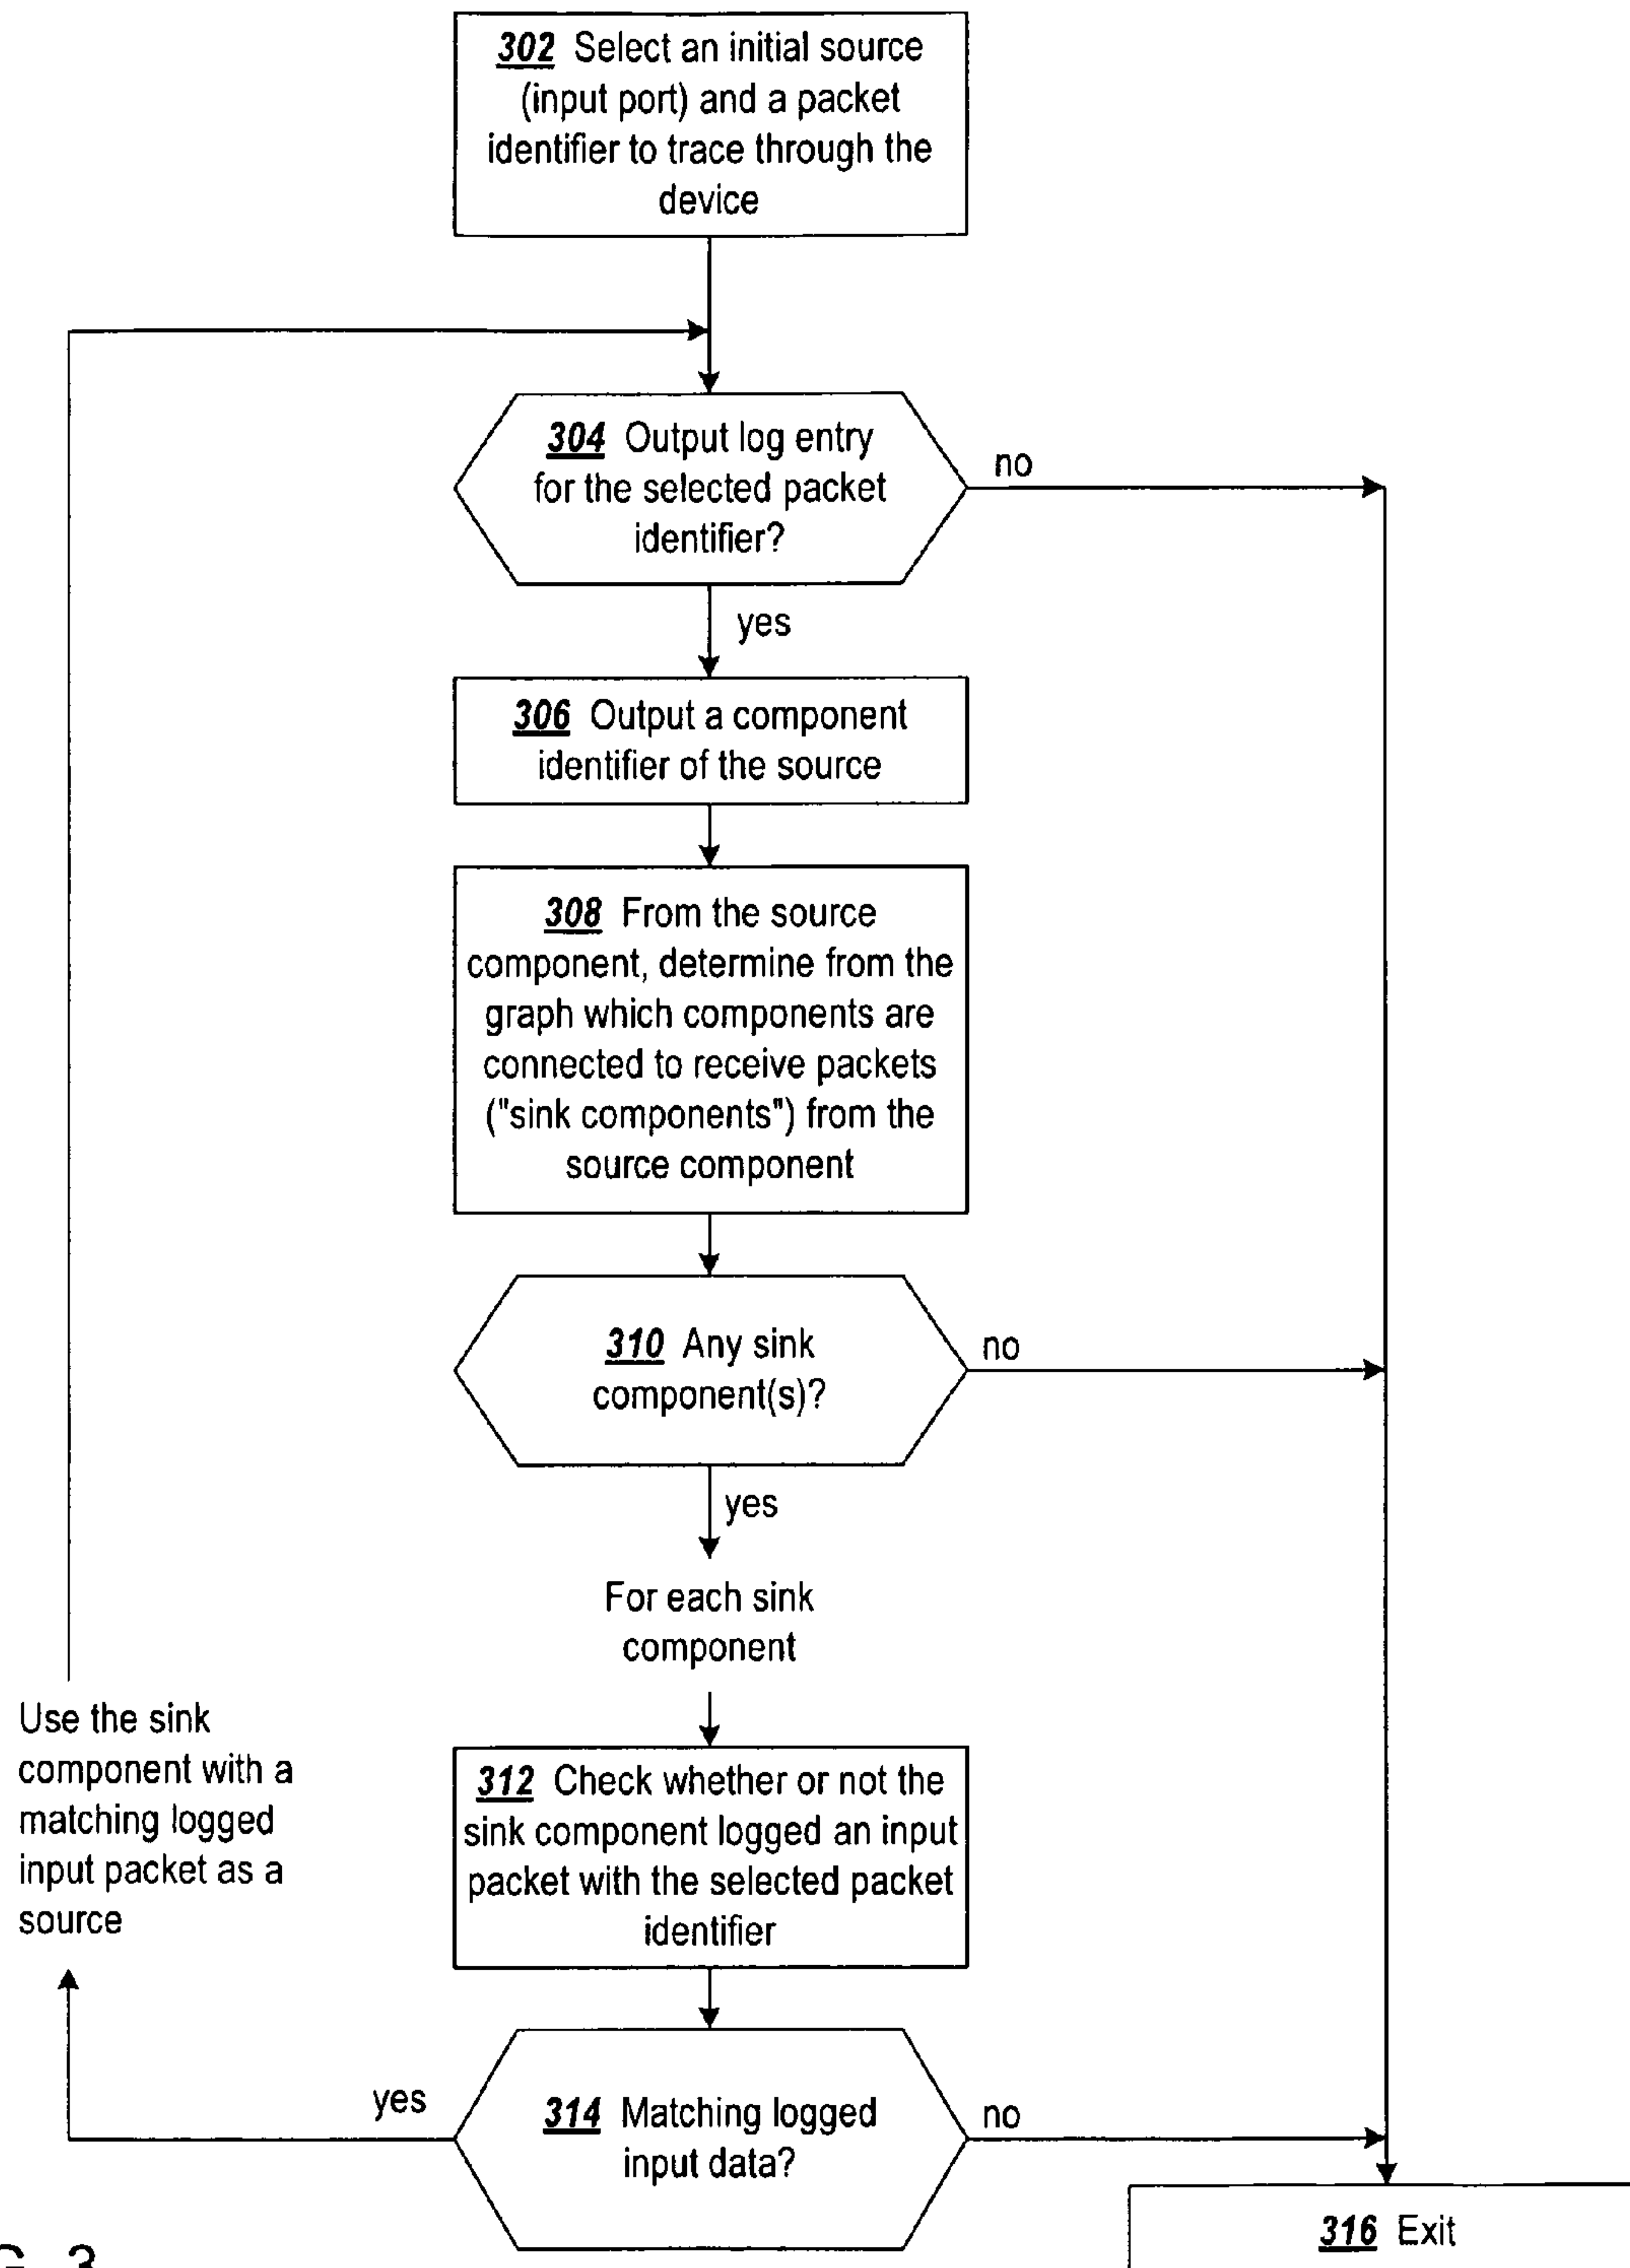 302 Select an initial source
(input port) and a packet
identifier to trace through the
device
304 Output log entry
for the selected packet
identifier?
no
yes
306 Output a component
identifier of the source
308 From the source
component, determine from the
graph which components are
connected to receive packets
("sink components") from the
source component
310 Any sink
component(s)?
no
yes
For each sink
component
Use the sink
component with a
matching logged
input packet as a
source
312 Check whether or not the
sink component logged an input
packet with the selected packet
identifier
yes
314 Matching logged
input data?
no
316 Exit
3